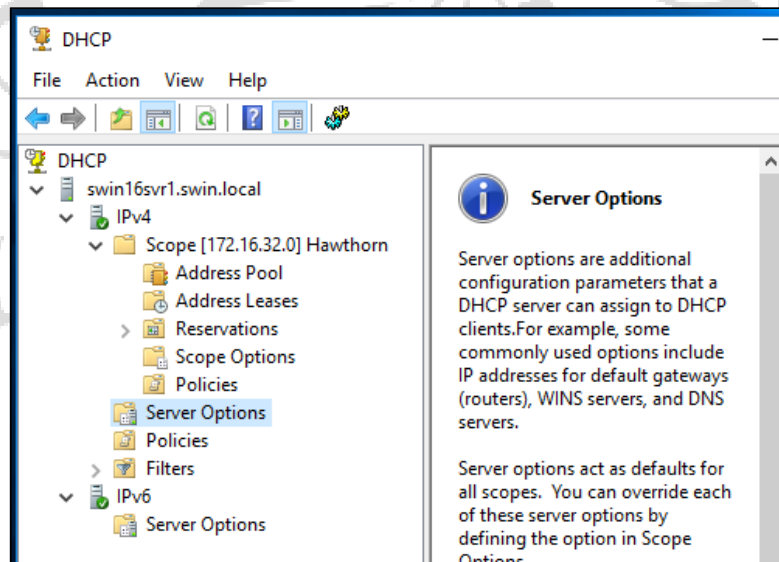 DHCP
File Action View Help
DHCP
swin16svr1.swin.local
IPv4
Scope [172.16.32.0] Hawthorn
Address Pool
Address Leases
Reservations
Scope Options
Policies
Server Options
Policies
Filters
IPv6
Server Options
Server Options
Server options are additional
configuration parameters that a
DHCP server can assign to DHCP
clients.For example, some
commonly used options include
IP addresses for default gateways
(routers), WINS servers, and DNS
servers.
Server options act as defaults for
all scopes.  You can override each
of these server options by
defining the option in Scope
Options.